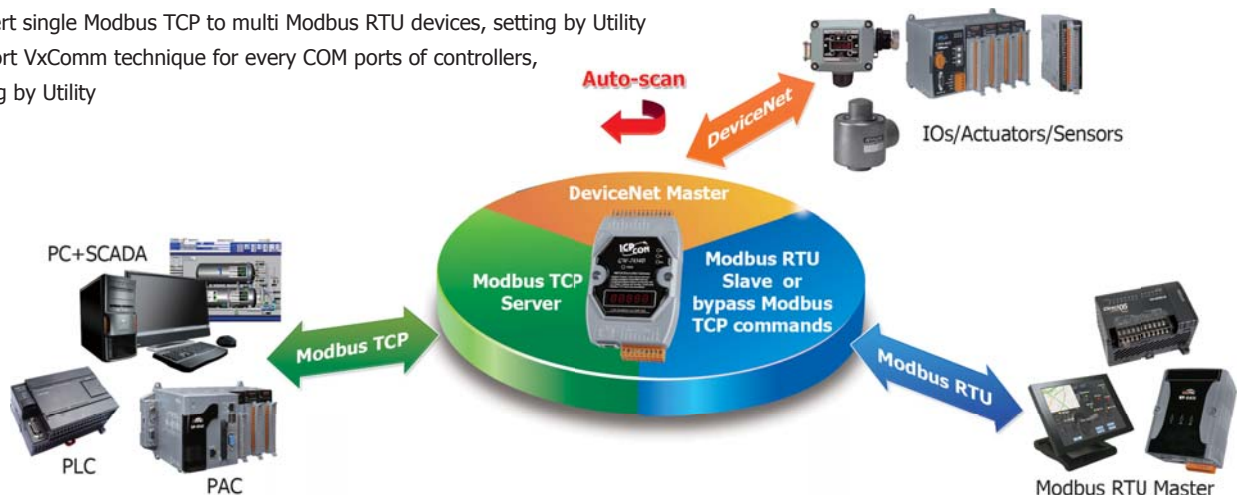 ert single Modbus TCP to multi Modbus RTU devices, setting by Utility
ort VxComm technique for every COM ports of controllers,
g by Utility
Auto-scan
DeviceNet
IOs/Actuators/Sensors
DeviceNet Master
PC+SCADA
ICP CON
Modbus TCP
Server
Modbus RTU
Slave or
bypass Modbus
TCP commands
Modbus TCP
Modbus RTU
PLC
PAC
Modbus RTU Master